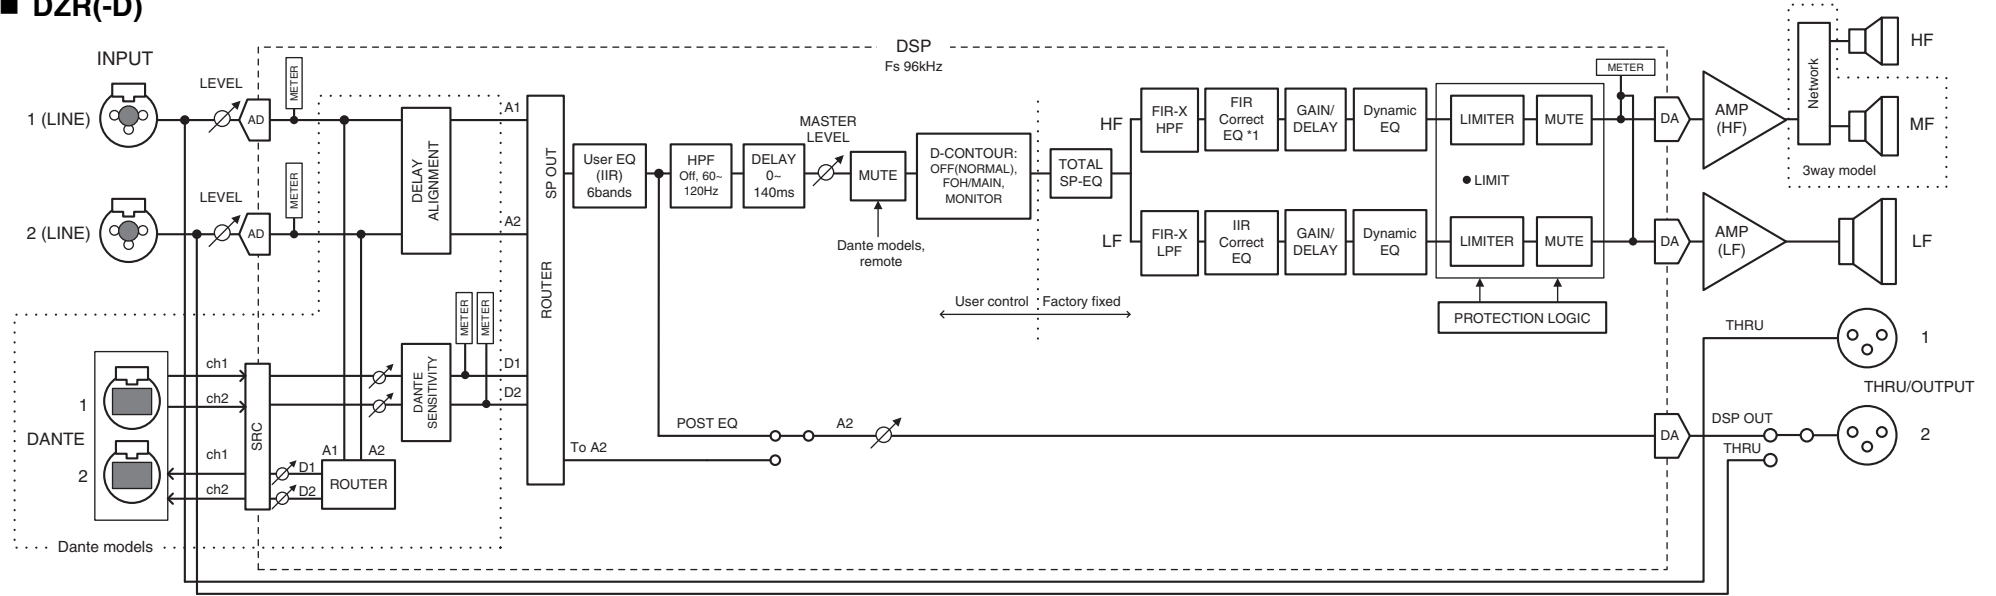 ■ DZR(-D)
INPUT
1 (LINE)
LEVEL
AD
METER
2 (LINE)
LEVEL
AD
METER
DSP
Fs 96kHz
DELAY
ALIGNMENT
A1
A2
SP OUT
ROUTER
User EQ
(IIR)
6bands
HPF
Off, 60~
120Hz
DELAY
0~
140ms
MASTER
LEVEL
MUTE
Dante models,
remote
D-CONTOUR:
OFF(NORMAL),
FOH/MAIN,
MONITOR
User control
Factory fixed
TOTAL
SP-EQ
HF
FIR-X
HPF
FIR
Correct
EQ *1
GAIN/
DELAY
Dynamic
EQ
LIMITER
MUTE
● LIMIT
LF
FIR-X
LPF
IIR
Correct
EQ
GAIN/
DELAY
Dynamic
EQ
LIMITER
MUTE
PROTECTION LOGIC
METER
DA
AMP
(HF)
Network
HF
MF
3way model
DA
AMP
(LF)
LF
DANTE
1
2
ch1
ch2
ch1
ch2
SRC
D1
D2
A1
A2
ROUTER
DANTE
SENSITIVITY
METER
METER
D1
D2
Dante models
To A2
POST EQ
A2
DA
THRU
1
THRU/OUTPUT
DSP OUT
THRU
2